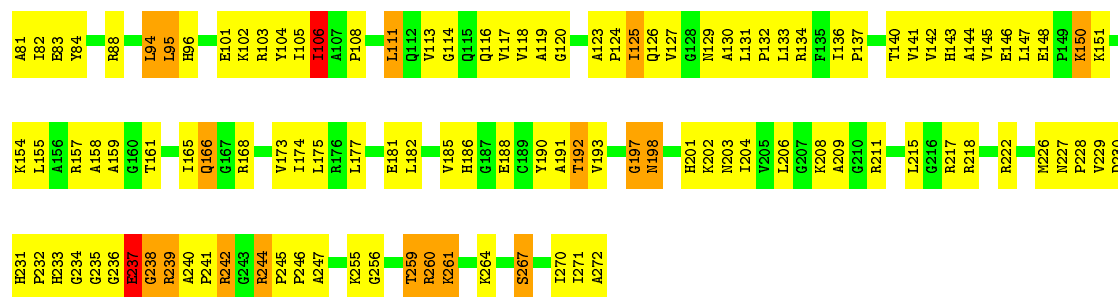 A81 I82 E83 Y84 R88 L94 L95 H96 E101 K102 R103 Y104 I105 I106 A107 P108 L111 Q112 V113 G114 Q115 Q116 V117 V118 A119 G120 A123 P124 I125 Q126 V127 G128 N129 A130 L131 P132 L133 R134 F135 I136 P137 T140 V141 V142 H143 A144 V145 E146 L147 E148 P149 K150 K151
K154 L155 A156 R157 A158 A159 G160 T161 I165 Q166 G167 R168 V173 I174 L175 R176 L177 E181 L182 V185 H186 G187 E188 C189 Y190 A191 T192 V193 G197 N198 H201 K202 N203 I204 V205 L206 G207 K208 A209 G210 R211 L215 G216 R217 R218 R222 M226 N227 P228 V229 D230
H231 P232 H233 G234 G235 G236 E237 G238 R239 A240 P241 R242 G243 R244 P245 P246 A247 K255 G256 T259 R260 K261 K264 S267 I270 I271 A272